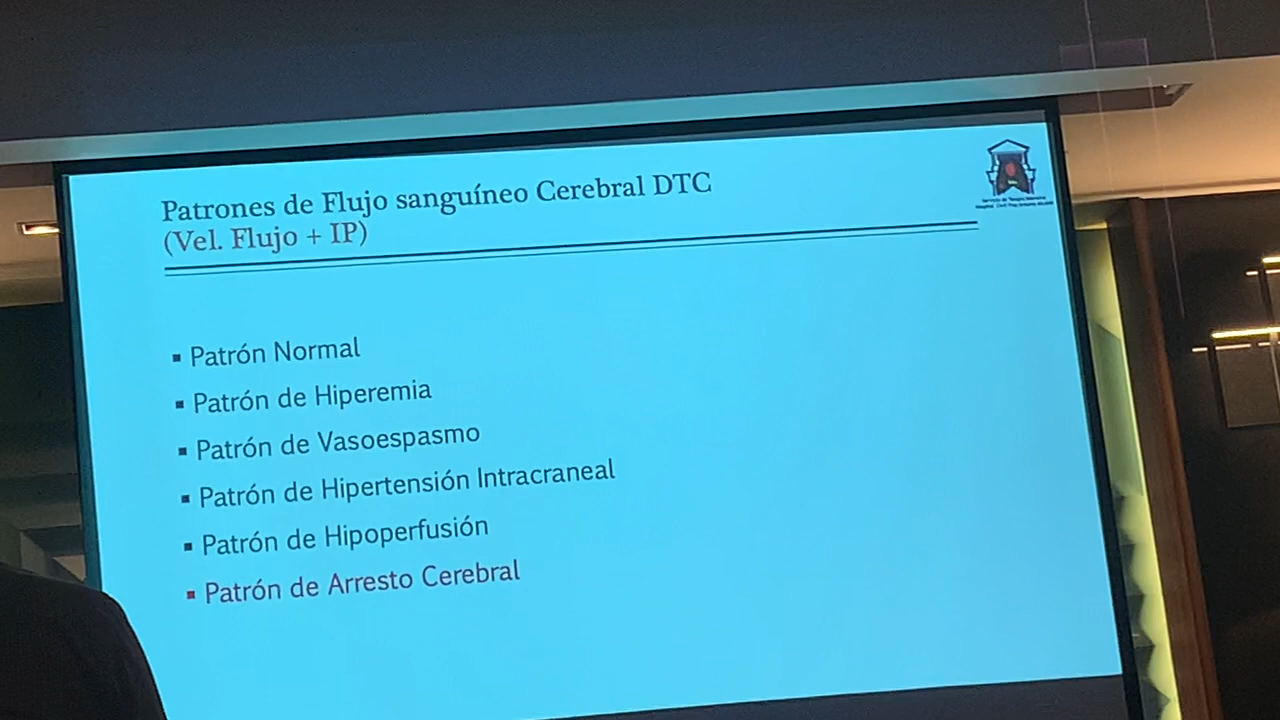 Patrones de Flujo sanguíneo Cerebral DTC
(Vel. Flujo + IP)
▪ Patrón Normal
▪ Patrón de Hiperemia
▪ Patrón de Vasoespasmo
▪ Patrón de Hipertensión Intracraneal
▪ Patrón de Hipoperfusión
▪ Patrón de Arresto Cerebral